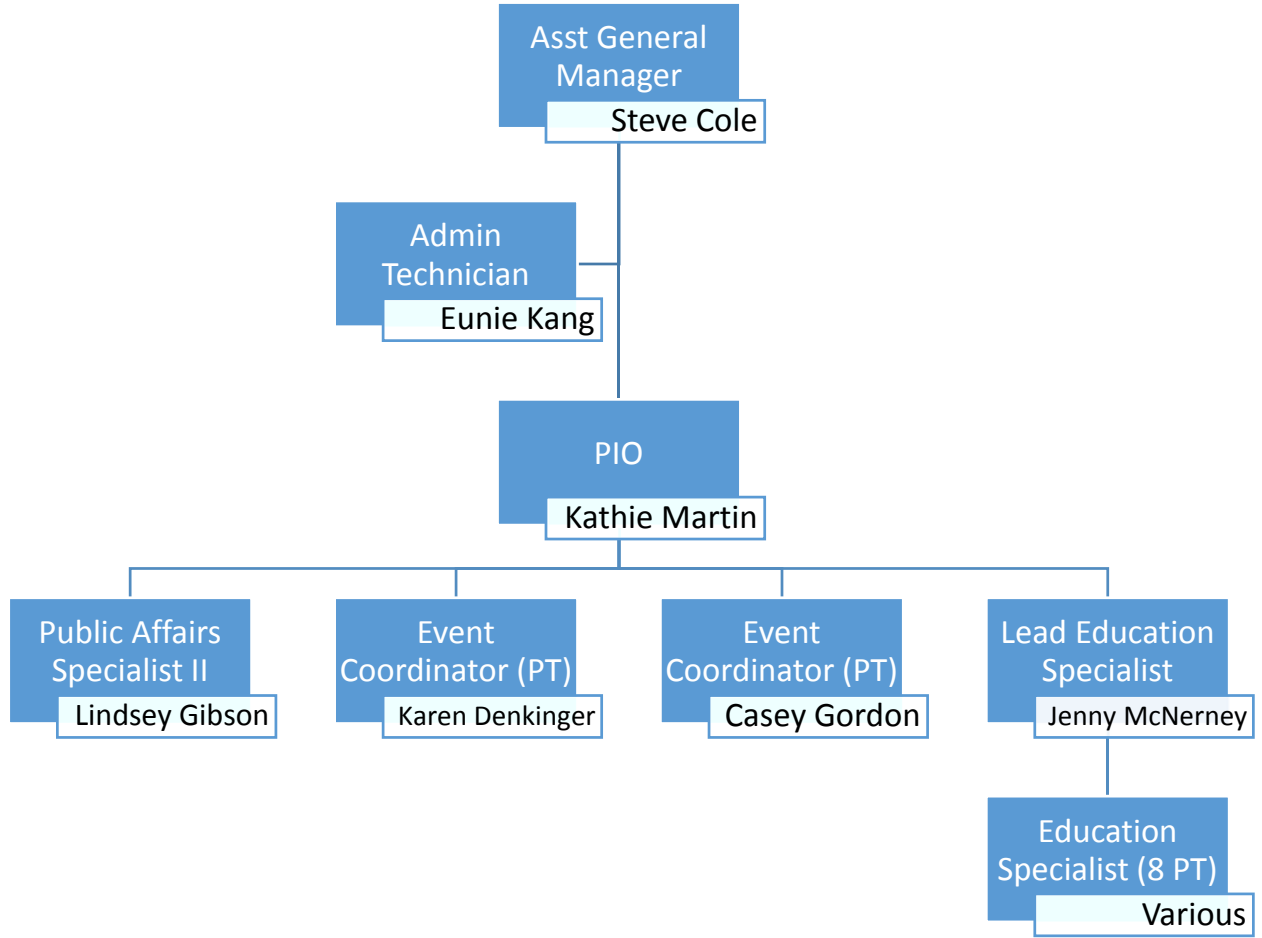 Asst General
Manager
Steve Cole
Admin
Technician
Eunie Kang
PIO
Kathie Martin
Public Affairs
Specialist II
Lindsey Gibson
Event
Coordinator (PT)
Karen Denkinger
Event
Coordinator (PT)
Casey Gordon
Lead Education
Specialist
Jenny McNerney
Education
Specialist (8 PT)
Various